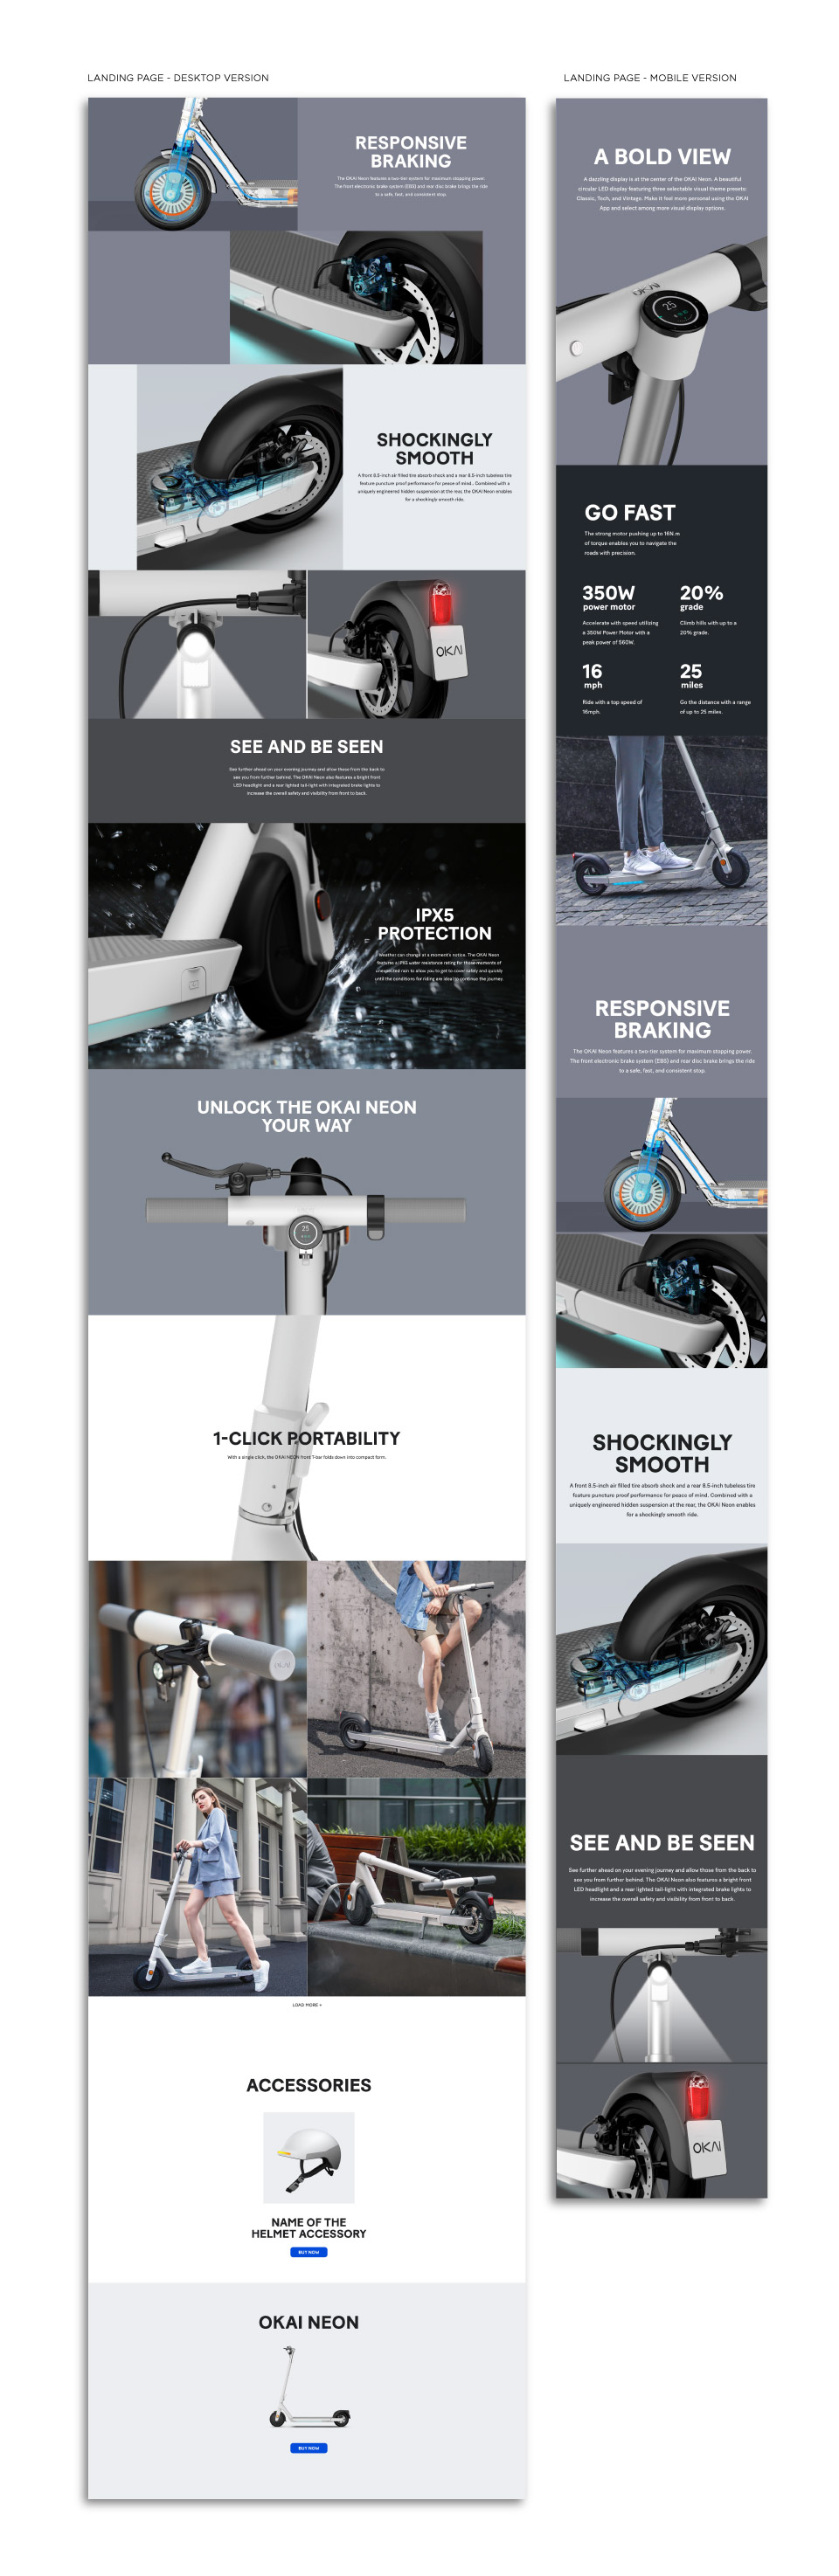 LANDING PAGE - DESKTOP VERSION
RESPONSIVE
BRAKING
The OKAI Neon features a two-tier system for maximum stopping power.
The front electronic brake system (EBS) and rear disc brake brings the ride
to a safe, fast, and consistent stop.
SHOCKINGLY
SMOOTH
A front 8.5-inch air filled tire absorb shock and a rear 8.5-inch tubeless tire
feature puncture proof performance for peace of mind. Combined with a
uniquely engineered hidden suspension at the rear, the OKAI Neon enables
for a shockingly smooth ride.
OKAI
SEE AND BE SEEN
See further ahead on your evening journey and allow those from the back to
see you from further behind. The OKAI Neon also features a bright front
LED headlight and a rear lighted tail-light with integrated brake lights to
increase the overall safety and visibility from front to back.
IPX5
PROTECTION
Weather can change at a moment's notice. The OKAI Neon
features a IPX5 water resistance rating for those moments of
unexpected rain to allow you to get to cover safely and quickly
until the conditions for riding are ideal to continue the journey.
UNLOCK THE OKAI NEON
YOUR WAY
25
1-CLICK PORTABILITY
With a single click, the OKAI NEON front T-bar folds down into compact form.
OKAI
LOAD MORE +
ACCESSORIES
NAME OF THE
HELMET ACCESSORY
BUY NOW
OKAI NEON
BUY NOW
LANDING PAGE - MOBILE VERSION
A BOLD VIEW
A dazzling display is at the center of the OKAI Neon. A beautiful
circular LED display featuring three selectable visual theme presets:
Classic, Tech, and Vintage. Make it feel more personal using the OKAI
App and select among more visual display options.
OKAI
25
GO FAST
The strong motor pushing up to 16N.m
of torque enables you to navigate the
roads with precision.
350W
power motor
Accelerate with speed utilizing
a 350W Power Motor with a
peak power of 560W.
20%
grade
Climb hills with up to a
20% grade.
16
mph
Ride with a top speed of
16mph.
25
miles
Go the distance with a range
of up to 25 miles.
RESPONSIVE
BRAKING
The OKAI Neon features a two-tier system for maximum stopping power.
The front electronic brake system (EBS) and rear disc brake brings the ride
to a safe, fast, and consistent stop.
SHOCKINGLY
SMOOTH
A front 8.5-inch air filled tire absorb shock and a rear 8.5-inch tubeless tire
feature puncture proof performance for peace of mind. Combined with a
uniquely engineered hidden suspension at the rear, the OKAI Neon enables
for a shockingly smooth ride.
SEE AND BE SEEN
See further ahead on your evening journey and allow those from the back to
see you from further behind. The OKAI Neon also features a bright front
LED headlight and a rear lighted tail-light with integrated brake lights to
increase the overall safety and visibility from front to back.
OKAI